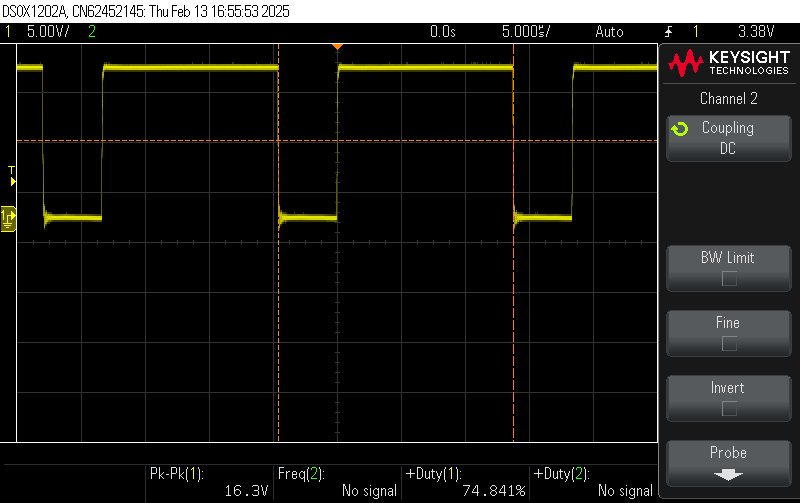 DSOX1202A, CN62452145: Thu Feb 13 16:55:53 2025
1 5.00V/ 2 0.0s 5.000㎲/ Auto 1 3.38V
KEYSIGHT
TECHNOLOGIES
Channel 2
Coupling
DC
T
1
BW Limit
Fine
Invert
Probe
Pk-Pk(1): Freq(2): +Duty(1): +Duty(2):
16.3V No signal 74.841% No signal